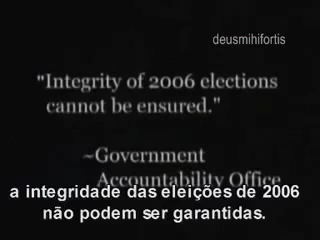 deusmihifortis
"Integrity of 2006 elections
cannot be ensured."
~Government
Accountability Office
a integridade das eleições de 2006
não podem ser garantidas.